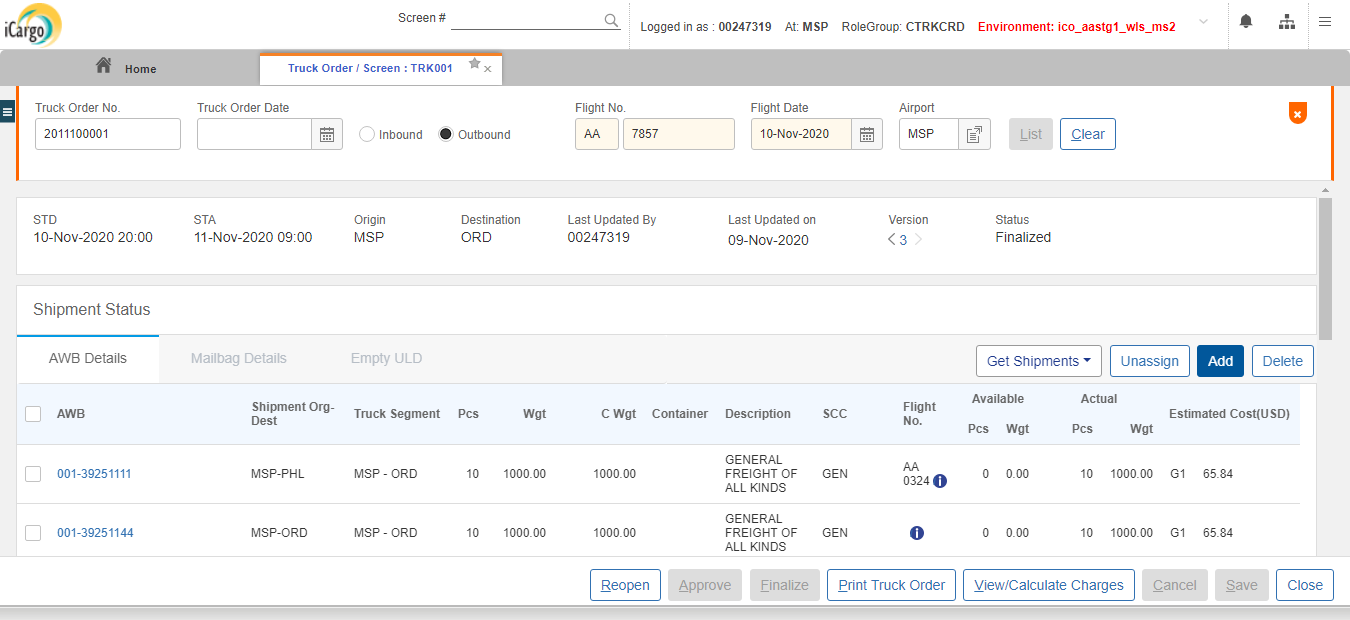 iCargo
Screen #
Logged in as : 00247319 At: MSP RoleGroup: CTRKCRD Environment: ico_aastg1_wls_ms2
Home
Truck Order / Screen : TRK001
Truck Order No. Truck Order Date Flight No. Flight Date Airport
2011100001 Inbound Outbound AA 7857 10-Nov-2020 MSP List Clear
STD STA Origin Destination Last Updated By Last Updated on Version Status
10-Nov-2020 20:00 11-Nov-2020 09:00 MSP ORD 00247319 09-Nov-2020 < 3 > Finalized
Shipment Status
AWB Details Mailbag Details Empty ULD Get Shipments Unassign Add Delete
AWB Shipment Org-Dest Truck Segment Pcs Wgt C Wgt Container Description SCC Flight No. Available Pcs Wgt Actual Pcs Wgt Estimated Cost(USD)
001-39251111 MSP-PHL MSP - ORD 10 1000.00 1000.00 GENERAL FREIGHT OF ALL KINDS GEN AA 0324 0 0.00 10 1000.00 G1 65.84
001-39251144 MSP-ORD MSP - ORD 10 1000.00 1000.00 GENERAL FREIGHT OF ALL KINDS GEN 0 0.00 10 1000.00 G1 65.84
Reopen Approve Finalize Print Truck Order View/Calculate Charges Cancel Save Close